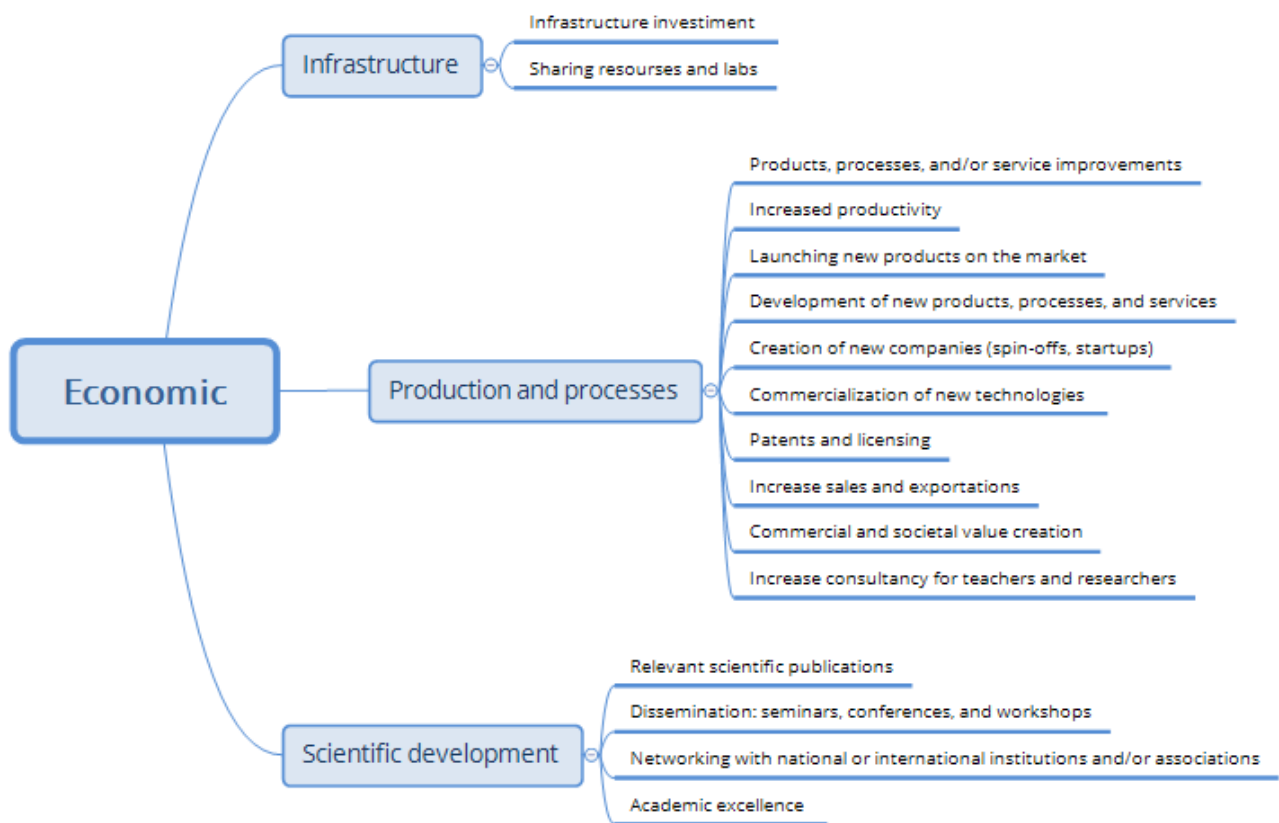 Economic
Infrastructure
Infrastructure investiment
Sharing resourses and labs
Production and processes
Products, processes, and/or service improvements
Increased productivity
Launching new products on the market
Development of new products, processes, and services
Creation of new companies (spin-offs, startups)
Commercialization of new technologies
Patents and licensing
Increase sales and exportations
Commercial and societal value creation
Increase consultancy for teachers and researchers
Scientific development
Relevant scientific publications
Dissemination: seminars, conferences, and workshops
Networking with national or international institutions and/or associations
Academic excellence